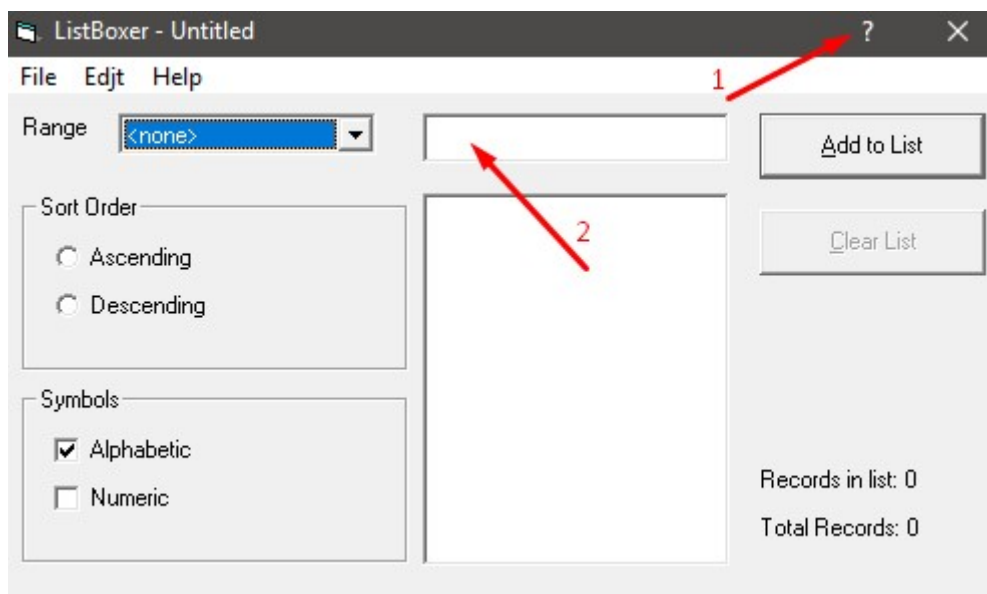 ListBoxer - Untitled ?
File Edjt Help
1
Range <none> Add to List
Sort Order
2 Clear List
Ascending
Descending
Symbols
Alphabetic
Records in list: 0
Numeric
Total Records: 0